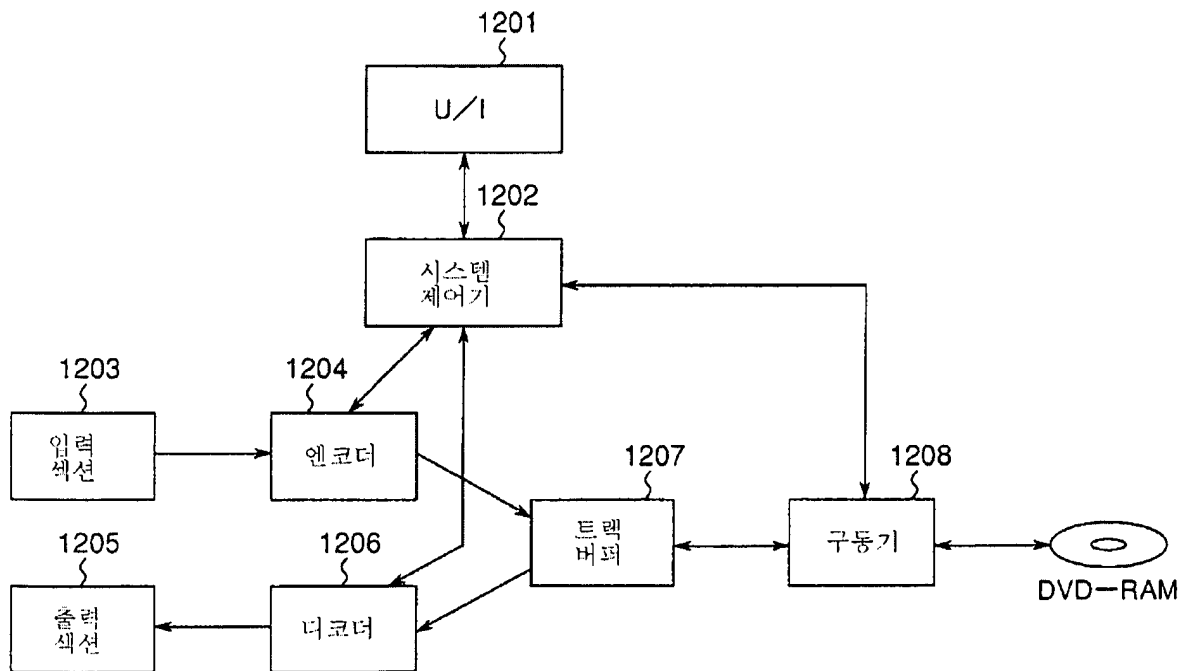 1201
U/I
1202
시스템
제어기
1203
입력
섹션
1204
엔코더
1205
출력
섹션
1206
디코더
1207
트랙
버퍼
1208
구동기
DVD-RAM